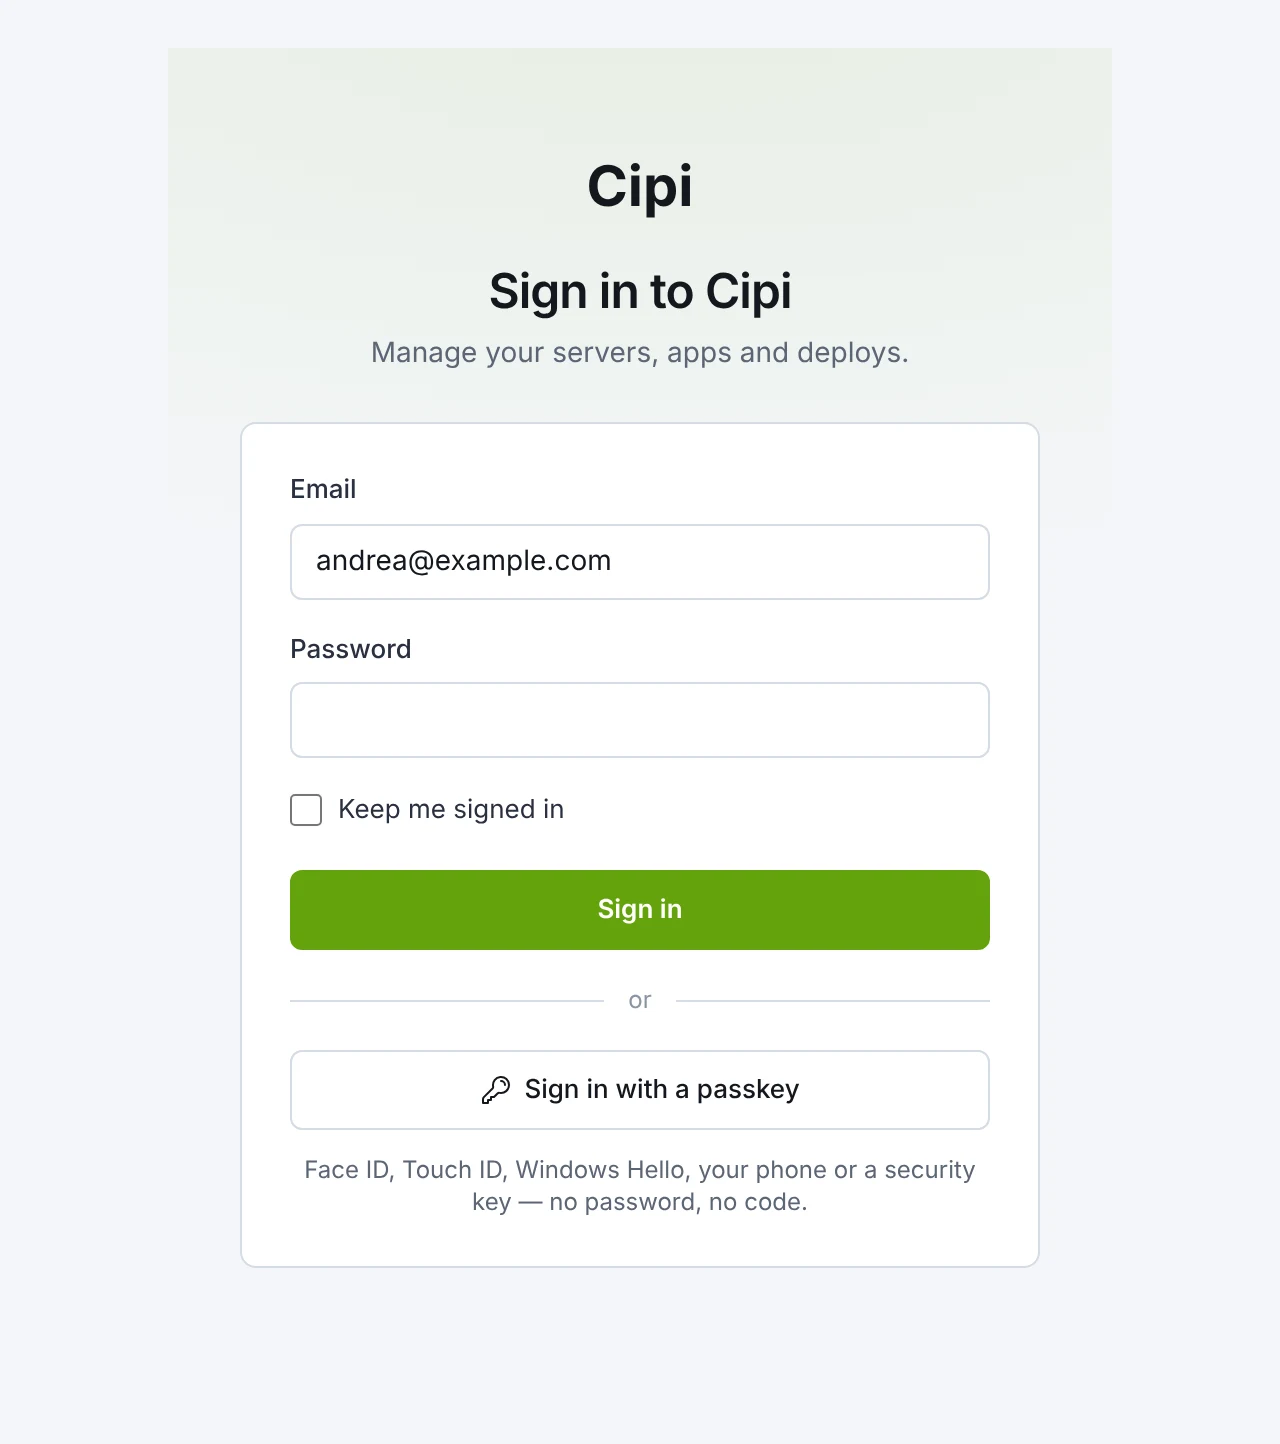 Cipi
Sign in to Cipi
Manage your servers, apps and deploys.
Email
andrea@example.com
Password
Keep me signed in
Sign in
or
Sign in with a passkey
Face ID, Touch ID, Windows Hello, your phone or a security
key — no password, no code.